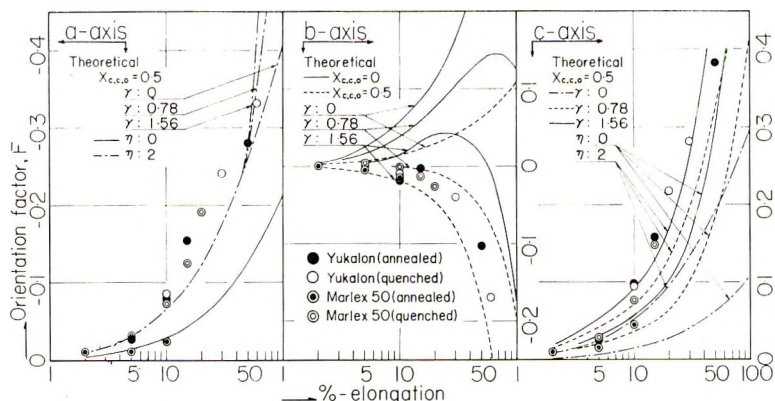 a-axis
Theoretical
Xc,c,o=0·5
γ: 0
γ: 0·78
γ: 1·56
η: 0
η: 2
b-axis
Theoretical
Xc,c,o=0
Xc,c,o=0·5
γ: 0
γ: 0·78
γ: 1·56
Yukalon(annealed)
Yukalon(quenched)
Marlex 50(annealed)
Marlex 50(quenched)
c-axis
Theoretical
Xc,c,o=0·5
γ: 0
γ: 0·78
γ: 1·56
η: 0
η: 2
Orientation factor, F
-0·4
-0·3
-0·2
-0·1
0
0·1
0
-0·1
-0·2
0·4
0·3
0·2
0·1
0
1 5 10 50 1 5 10 50 1 5 10 50 100
%-elongation